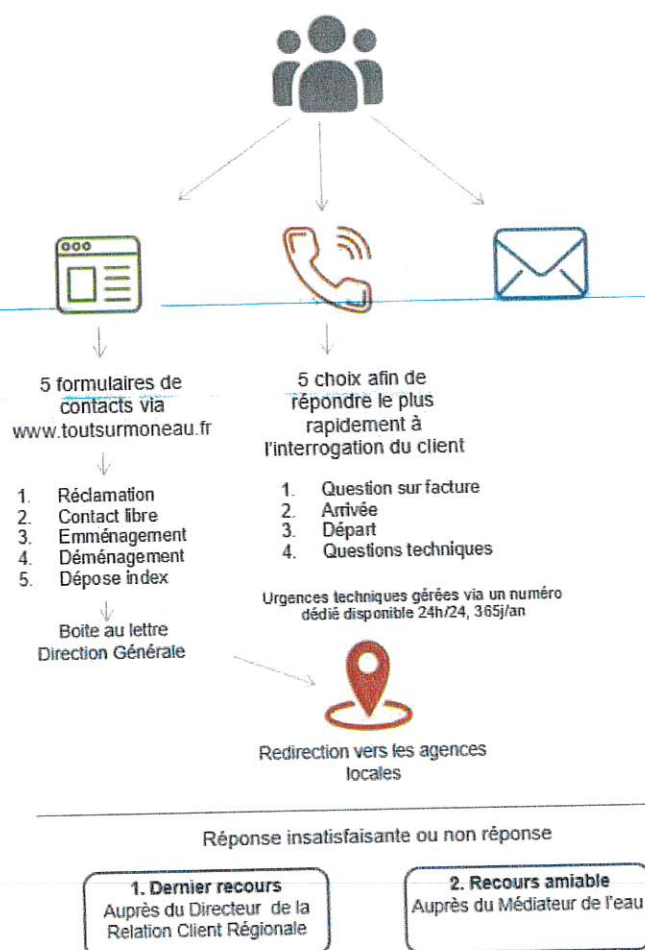 5 formulaires de
contacts via
www.toutsurmoneau.fr
1. Réclamation
2. Contact libre
3. Emménagement
4. Déménagement
5. Dépose index
Boite au lettre
Direction Générale
5 choix afin de
répondre le plus
rapidement à
l'interrogation du client
1. Question sur facture
2. Arrivée
3. Départ
4. Questions techniques
Urgences techniques gérées via un numéro
dédié disponible 24h/24, 365j/an
Redirection vers les agences
locales
Réponse insatisfaisante ou non réponse
1. Dernier recours
Auprès du Directeur de la
Relation Client Régionale
2. Recours amiable
Auprès du Médiateur de l'eau